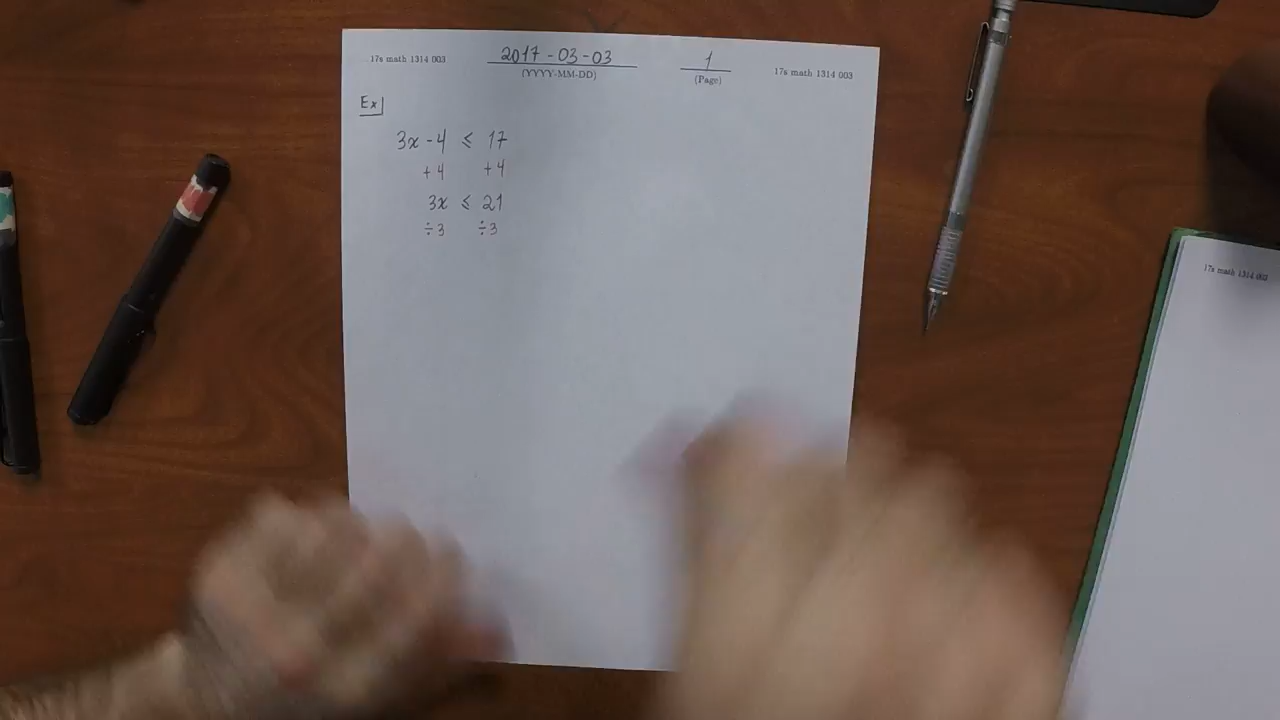 17s math 1314 003 2017-03-03 1 17s math 1314 003
(YYYY-MM-DD) (Page)
Ex
3x - 4 ≤ 17
+4 +4
3x ≤ 21
÷3 ÷3
17s math 1314 003